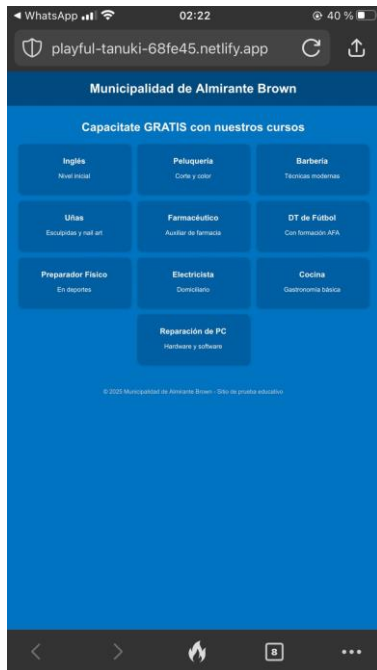 WhatsApp 02:22 40 %
playful-tanuki-68fe45.netlify.app
Municipalidad de Almirante Brown
Capacitate GRATIS con nuestros cursos
Inglés
Nivel inicial
Peluquería
Corte y color
Barbería
Técnicas modernas
Uñas
Esculpidas y nail art
Farmacéutico
Auxiliar de farmacia
DT de Fútbol
Con formación AFA
Preparador Físico
En deportes
Electricista
Domiciliario
Cocina
Gastronomía básica
Reparación de PC
Hardware y software
© 2025 Municipalidad de Almirante Brown - Sitio de prueba educativo
8